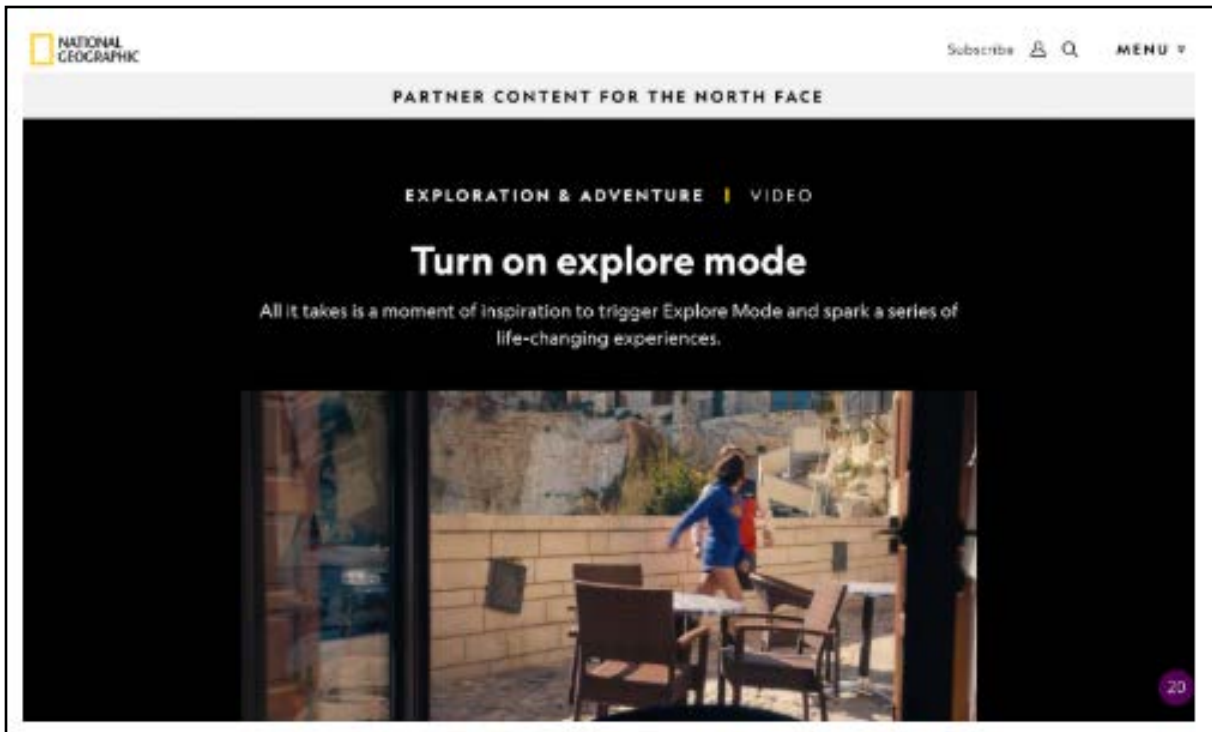 NATIONAL
GEOGRAPHIC
Subscribe
MENU
PARTNER CONTENT FOR THE NORTH FACE
EXPLORATION & ADVENTURE | VIDEO
Turn on explore mode
All it takes is a moment of inspiration to trigger Explore Mode and spark a series of
life-changing experiences.
20